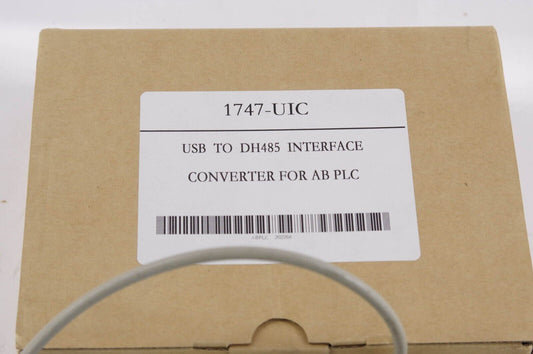 1747-UIC
USB TO DH485 INTERFACE
CONVERTER FOR AB PLC